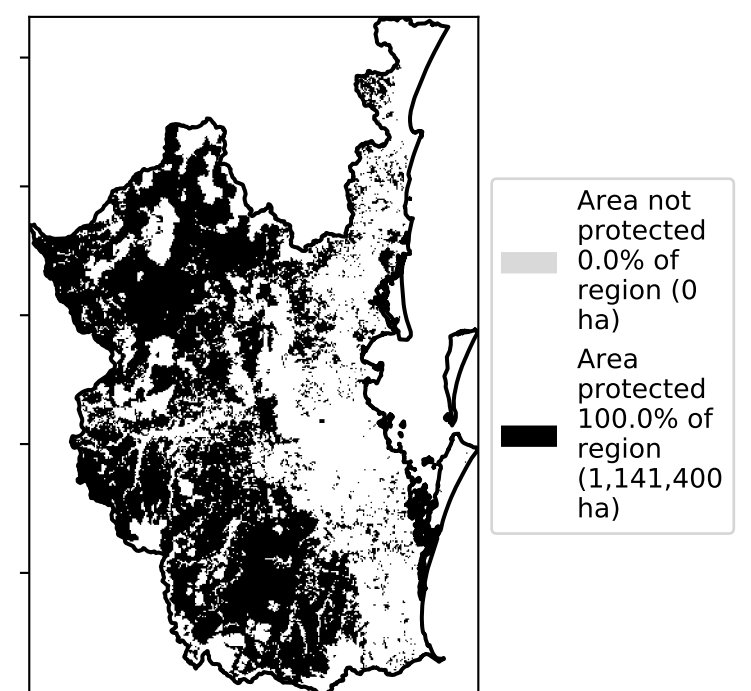 Area not
protected
0.0% of
region (0
ha)
Area
protected
100.0% of
region
(1,141,400
ha)